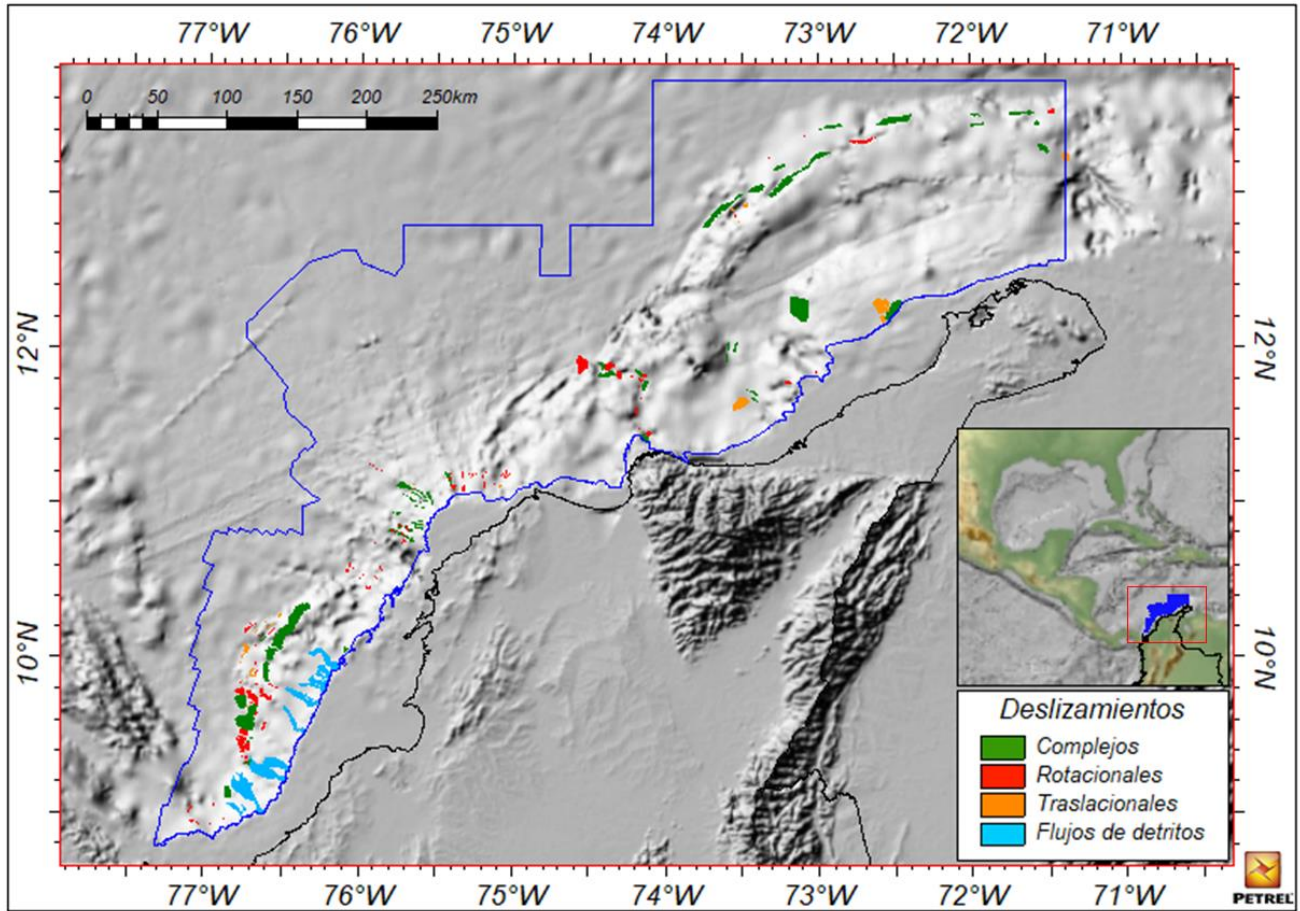 77°W 76°W 75°W 74°W 73°W 72°W 71°W
0 50 100 150 200 250km
12°N 12°N
10°N 10°N
Deslizamientos
Complejos
Rotacionales
Traslacionales
Flujos de detritos
77°W 76°W 75°W 74°W 73°W 72°W 71°W
PETREL